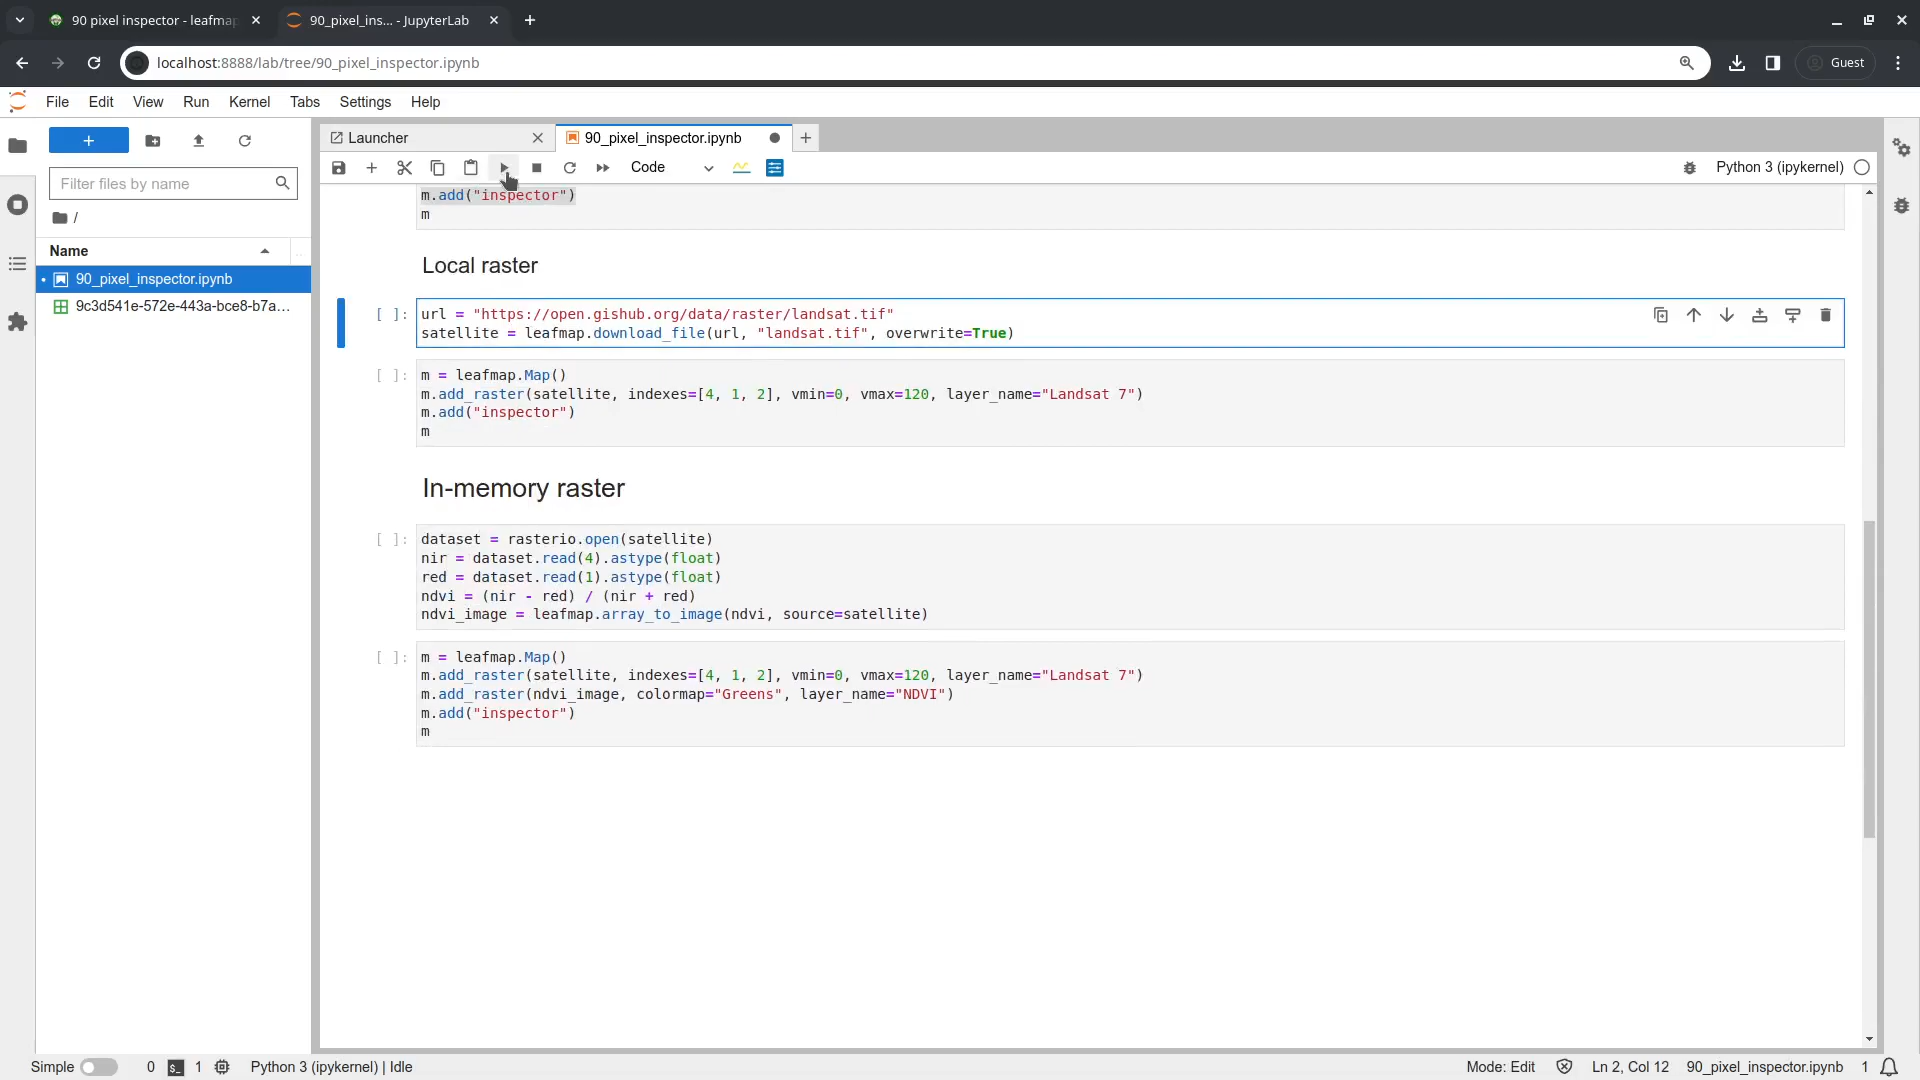 90 pixel inspector - leafmap
90_pixel_ins... - JupyterLab
localhost:8888/lab/tree/90_pixel_inspector.ipynb
Guest
File Edit View Run Kernel Tabs Settings Help
Launcher
90_pixel_inspector.ipynb
Code
Python 3 (ipykernel)
Filter files by name
/
Name
90_pixel_inspector.ipynb
9c3d541e-572e-443a-bce8-b7a...
m.add("inspector")
m
Local raster
[ ]:
url = "https://open.gishub.org/data/raster/landsat.tif"
satellite = leafmap.download_file(url, "landsat.tif", overwrite=True)
[ ]:
m = leafmap.Map()
m.add_raster(satellite, indexes=[4, 1, 2], vmin=0, vmax=120, layer_name="Landsat 7")
m.add("inspector")
m
In-memory raster
[ ]:
dataset = rasterio.open(satellite)
nir = dataset.read(4).astype(float)
red = dataset.read(1).astype(float)
ndvi = (nir - red) / (nir + red)
ndvi_image = leafmap.array_to_image(ndvi, source=satellite)
[ ]:
m = leafmap.Map()
m.add_raster(satellite, indexes=[4, 1, 2], vmin=0, vmax=120, layer_name="Landsat 7")
m.add_raster(ndvi_image, colormap="Greens", layer_name="NDVI")
m.add("inspector")
m
Simple 0 1 Python 3 (ipykernel) | Idle
Mode: Edit Ln 2, Col 12 90_pixel_inspector.ipynb 1